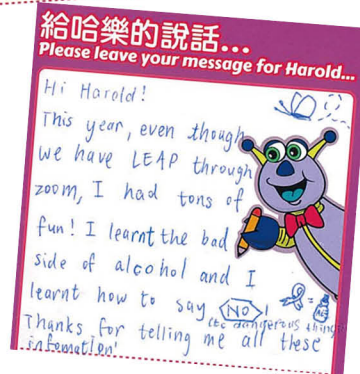 給哈樂的說話...
Please leave your message for Harold...
Hi Harold!
This year, even though
we have LEAP through
zoom, I had tons of
fun! I learnt the bad
side of alcohol and I
learnt how to say NO!
(to dangerous things)
Thanks for telling me all these
infomation!